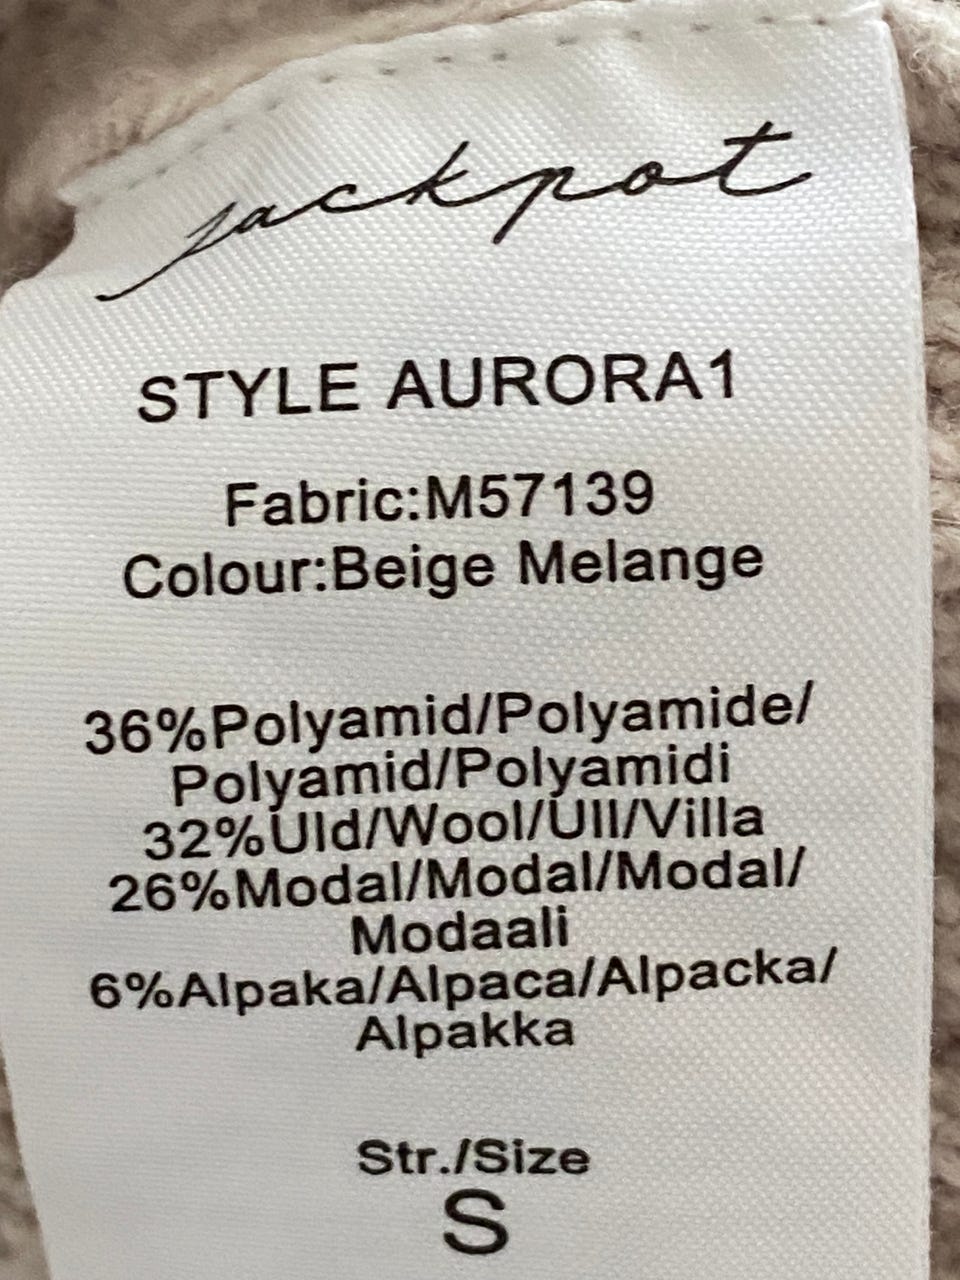 jackpot
STYLE AURORA1
Fabric:M57139
Colour:Beige Melange
36%Polyamid/Polyamide/
Polyamid/Polyamidi
32%Uld/Wool/Ull/Villa
26%Modal/Modal/Modal/
Modaali
6%Alpaka/Alpaca/Alpacka/
Alpakka
Str./Size
S